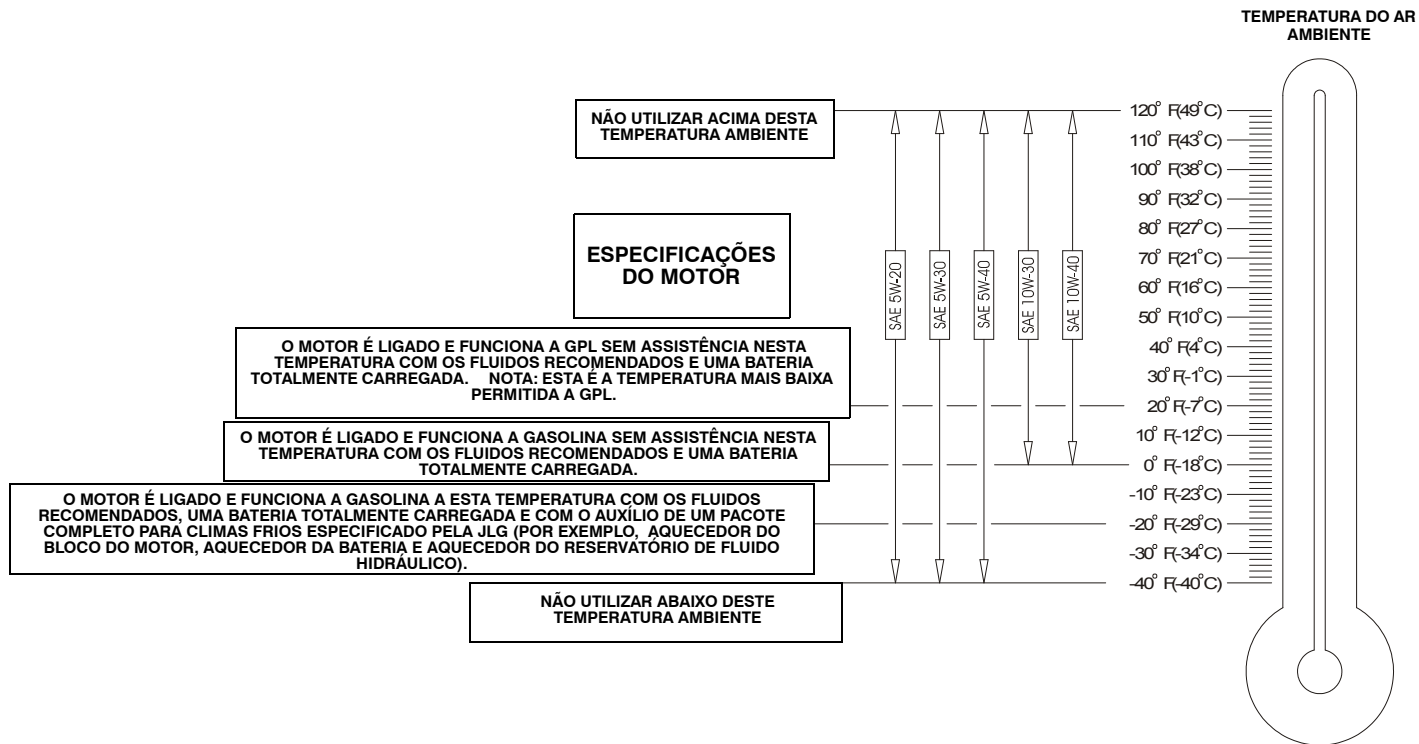 TEMPERATURA DO AR
AMBIENTE
NÃO UTILIZAR ACIMA DESTA
TEMPERATURA AMBIENTE
ESPECIFICAÇÕES
DO MOTOR
O MOTOR É LIGADO E FUNCIONA A GPL SEM ASSISTÊNCIA NESTA
TEMPERATURA COM OS FLUIDOS RECOMENDADOS E UMA BATERIA
TOTALMENTE CARREGADA. NOTA: ESTA É A TEMPERATURA MAIS BAIXA
PERMITIDA A GPL.
O MOTOR É LIGADO E FUNCIONA A GASOLINA SEM ASSISTÊNCIA NESTA
TEMPERATURA COM OS FLUIDOS RECOMENDADOS E UMA BATERIA
TOTALMENTE CARREGADA.
O MOTOR É LIGADO E FUNCIONA A GASOLINA A ESTA TEMPERATURA COM OS FLUIDOS
RECOMENDADOS, UMA BATERIA TOTALMENTE CARREGADA E COM O AUXÍLIO DE UM PACOTE
COMPLETO PARA CLIMAS FRIOS ESPECIFICADO PELA JLG (POR EXEMPLO, AQUECEDOR DO
BLOCO DO MOTOR, AQUECEDOR DA BATERIA E AQUECEDOR DO RESERVATÓRIO DE FLUIDO
HIDRÁULICO).
NÃO UTILIZAR ABAIXO DESTE
TEMPERATURA AMBIENTE
SAE 5W-20
SAE 5W-30
SAE 5W-40
SAE 10W-30
SAE 10W-40
120° F(49°C)
110° F(43°C)
100° F(38°C)
90° F(32°C)
80° F(27°C)
70° F(21°C)
60° F(16°C)
50° F(10°C)
40° F(4°C)
30° F(-1°C)
20° F(-7°C)
10° F(-12°C)
0° F(-18°C)
-10° F(-23°C)
-20° F(-29°C)
-30° F(-34°C)
-40° F(-40°C)